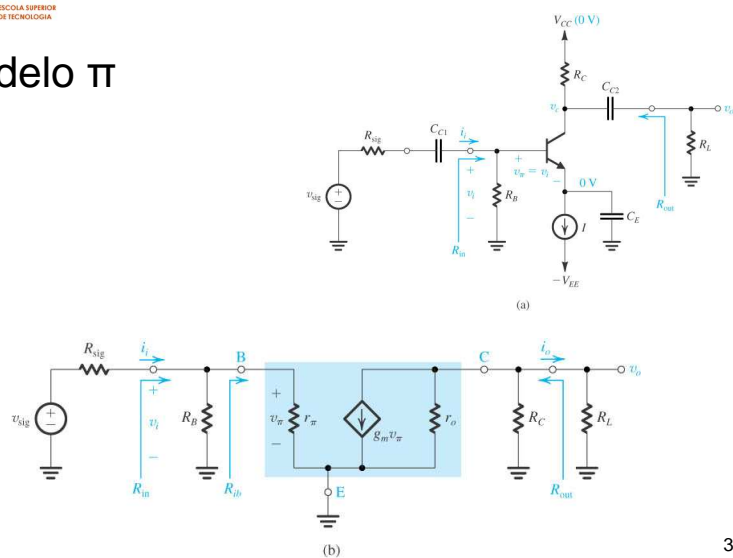 ESCOLA SUPERIOR
DE TECNOLOGIA
delo π
V_CC (0 V)
R_C
v_c
C_C2
v_o
R_sig
C_C1
i_i
+
v_π = v_i
−
R_L
0 V
v_sig
+
−
+
v_i
−
R_B
R_in
I
C_E
R_out
−V_EE
(a)
R_sig
i_i
B
C
i_o
v_o
v_sig
+
−
+
v_i
−
R_B
+
v_π
−
r_π
g_m v_π
r_o
R_C
R_L
R_in
R_ib
E
R_out
(b)
3